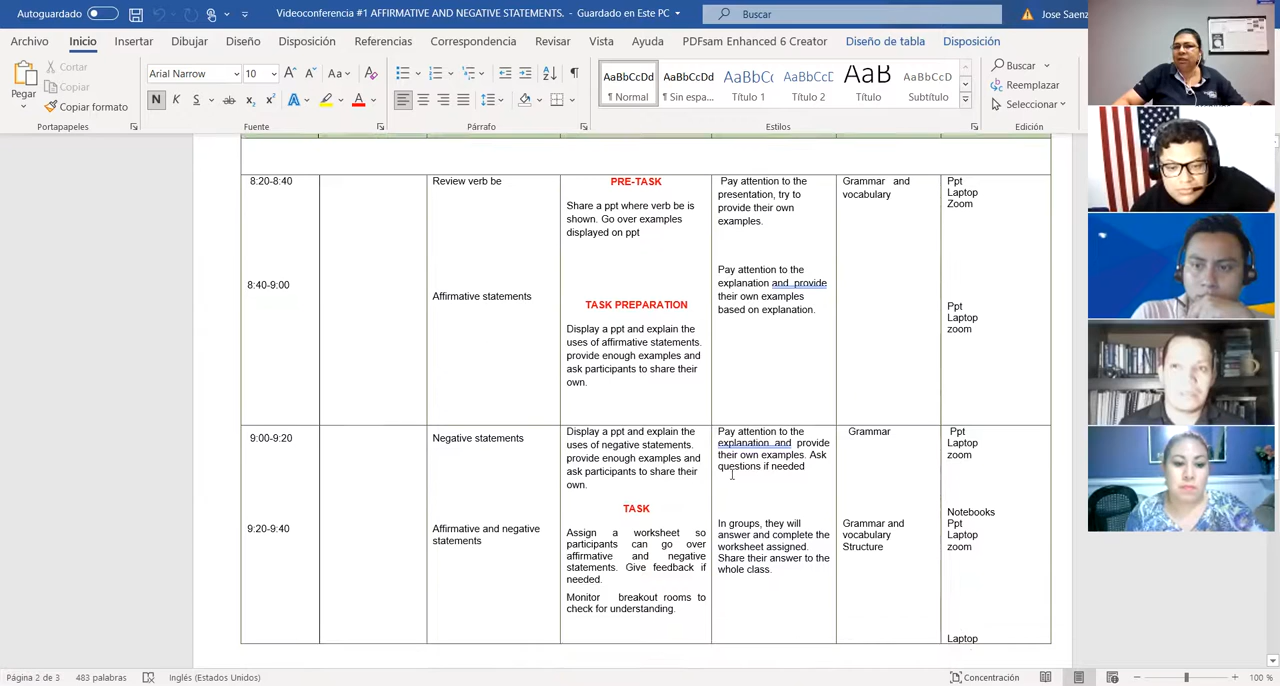 Autoguardado
Videoconferencia #1 AFFIRMATIVE AND NEGATIVE STATEMENTS. - Guardado en Este PC
Buscar
Jose Saenz
Archivo Inicio Insertar Dibujar Diseño Disposición Referencias Correspondencia Revisar Vista Ayuda PDFsam Enhanced 6 Creator Diseño de tabla Disposición
Pegar
Cortar
Copiar
Copiar formato
Portapapeles
Arial Narrow 10
N K S ab x₂ x²
Fuente
Párrafo
AaBbCcDd
¶ Normal
AaBbCcDd
¶ Sin espa...
AaBbCc
Título 1
AaBbCcE
Título 2
AaB
Título
AaBbCcD
Subtítulo
Estilos
Buscar
Reemplazar
Seleccionar
Edición
8:20-8:40
Review verb be
PRE-TASK
Share a ppt where verb be is
shown. Go over examples
displayed on ppt
Pay attention to the
presentation, try to
provide their own
examples.
Grammar and
vocabulary
Ppt
Laptop
Zoom
8:40-9:00
Affirmative statements
TASK PREPARATION
Display a ppt and explain the
uses of affirmative statements.
provide enough examples and
ask participants to share their
own.
Pay attention to the
explanation and provide
their own examples
based on explanation.
Ppt
Laptop
zoom
9:00-9:20
Negative statements
Display a ppt and explain the
uses of negative statements.
provide enough examples and
ask participants to share their
own.
Pay attention to the
explanation and provide
their own examples. Ask
questions if needed
Grammar
Ppt
Laptop
zoom
9:20-9:40
Affirmative and negative
statements
TASK
Assign a worksheet so
participants can go over
affirmative and negative
statements. Give feedback if
needed.
Monitor breakout rooms to
check for understanding.
In groups, they will
answer and complete the
worksheet assigned.
Share their answer to the
whole class.
Grammar and
vocabulary
Structure
Notebooks
Ppt
Laptop
zoom
Laptop
Página 2 de 3 483 palabras Inglés (Estados Unidos) Concentración 100 %